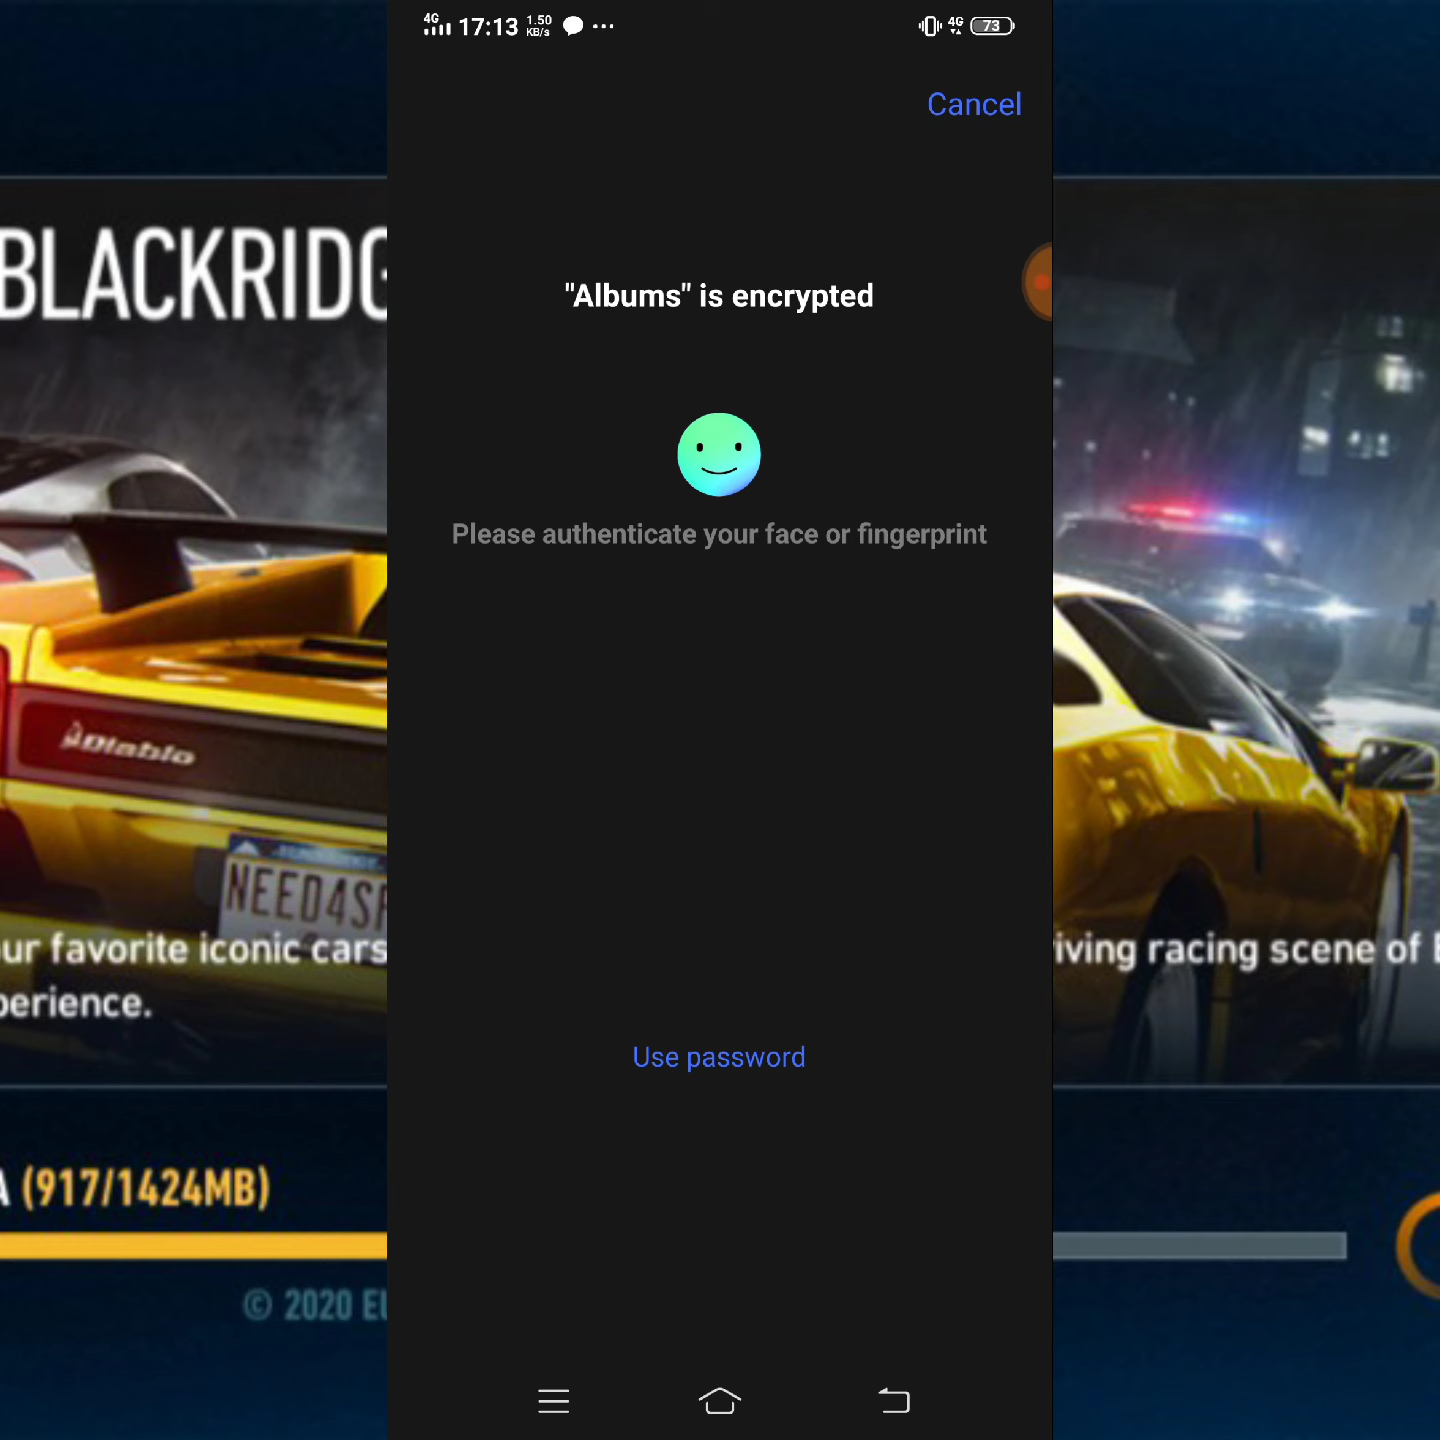 4G 17:13 1.50 KB/s 4G 73
Cancel
BLACKRIDG
"Albums" is encrypted
Please authenticate your face or fingerprint
Diablo
NEED4SP
ur favorite iconic cars
iving racing scene of
perience.
Use password
A (917/1424MB)
© 2020 El